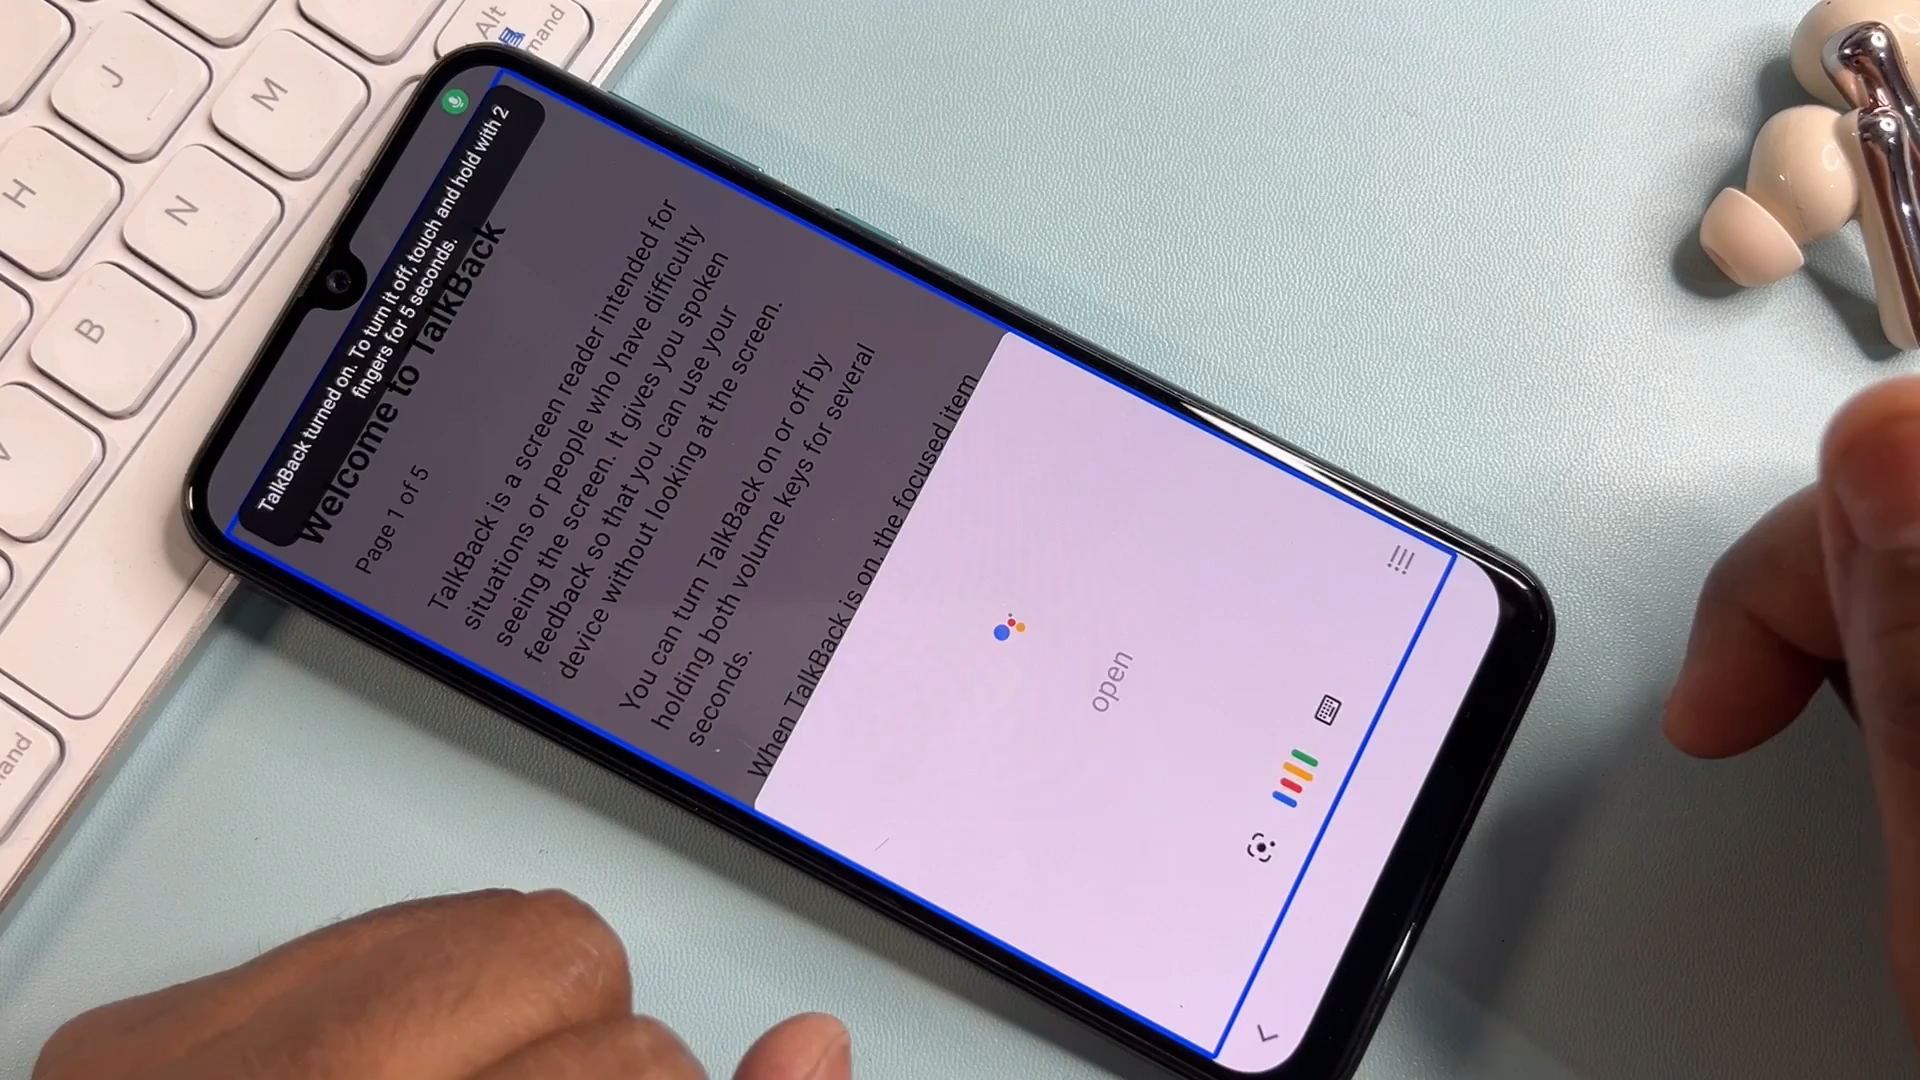 TalkBack turned on. To turn it off, touch and hold with 2
fingers for 5 seconds.
Welcome to TalkBack
Page 1 of 5
TalkBack is a screen reader intended for
situations or people who have difficulty
seeing the screen. It gives you spoken
feedback so that you can use your
device without looking at the screen.
You can turn TalkBack on or off by
holding both volume keys for several
seconds.
When TalkBack is on, the focused item
open
Alt
mand
J
M
H
N
B
V
mand